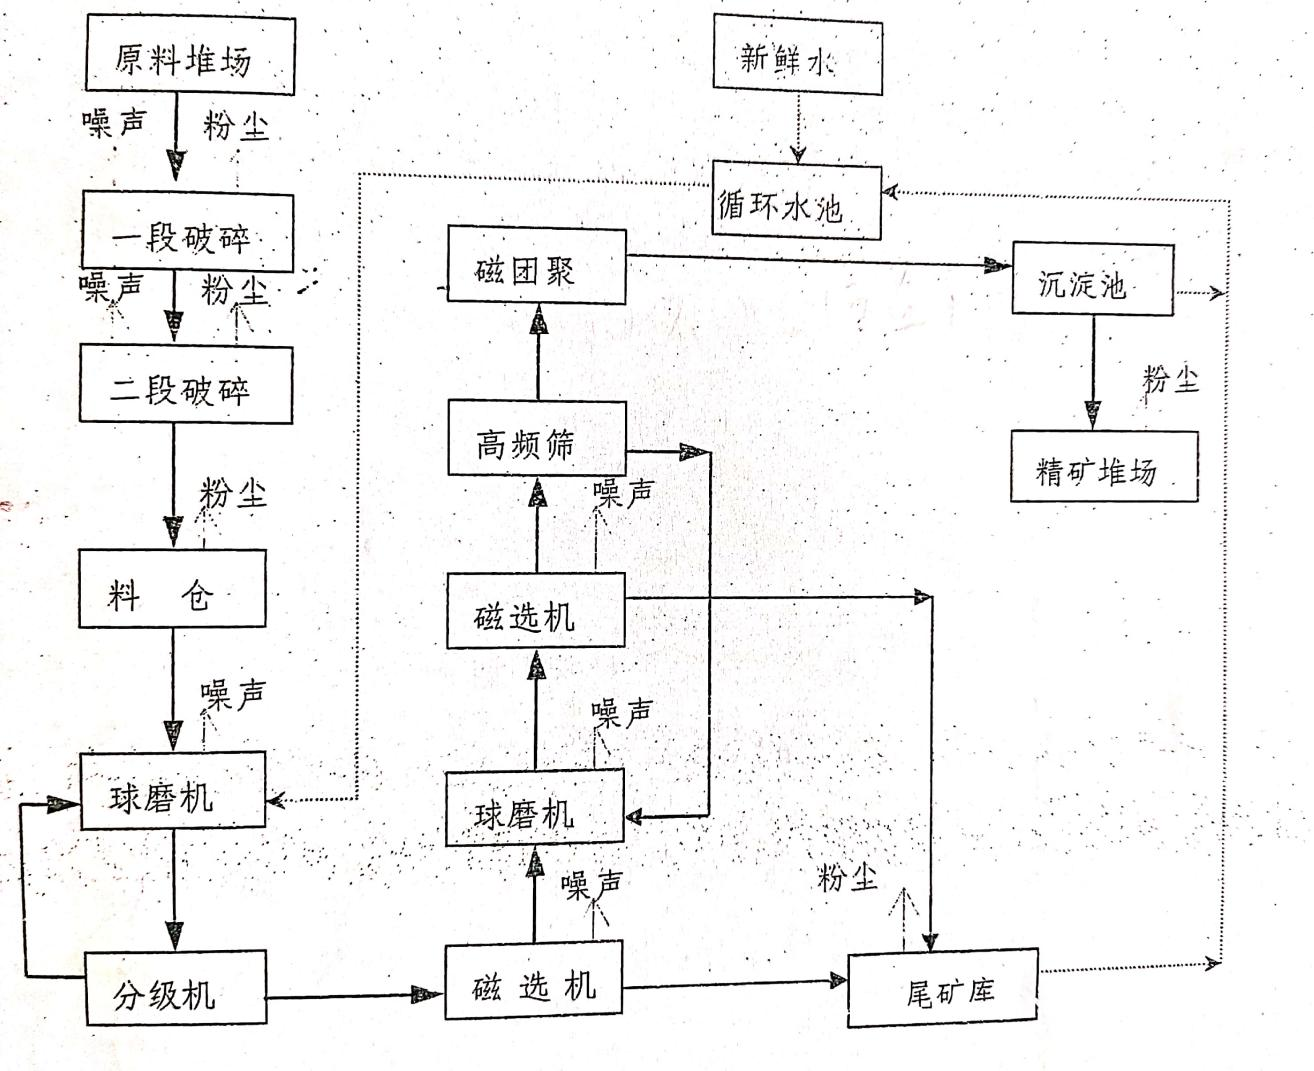 原料堆场
新鲜水
噪声
粉尘
循环水池
一段破碎
噪声
粉尘
磁团聚
沉淀池
二段破碎
粉尘
高频筛
精矿堆场
粉尘
噪声
料 仓
磁选机
噪声
噪声
球磨机
球磨机
噪声
粉尘
分级机
磁选机
尾矿库